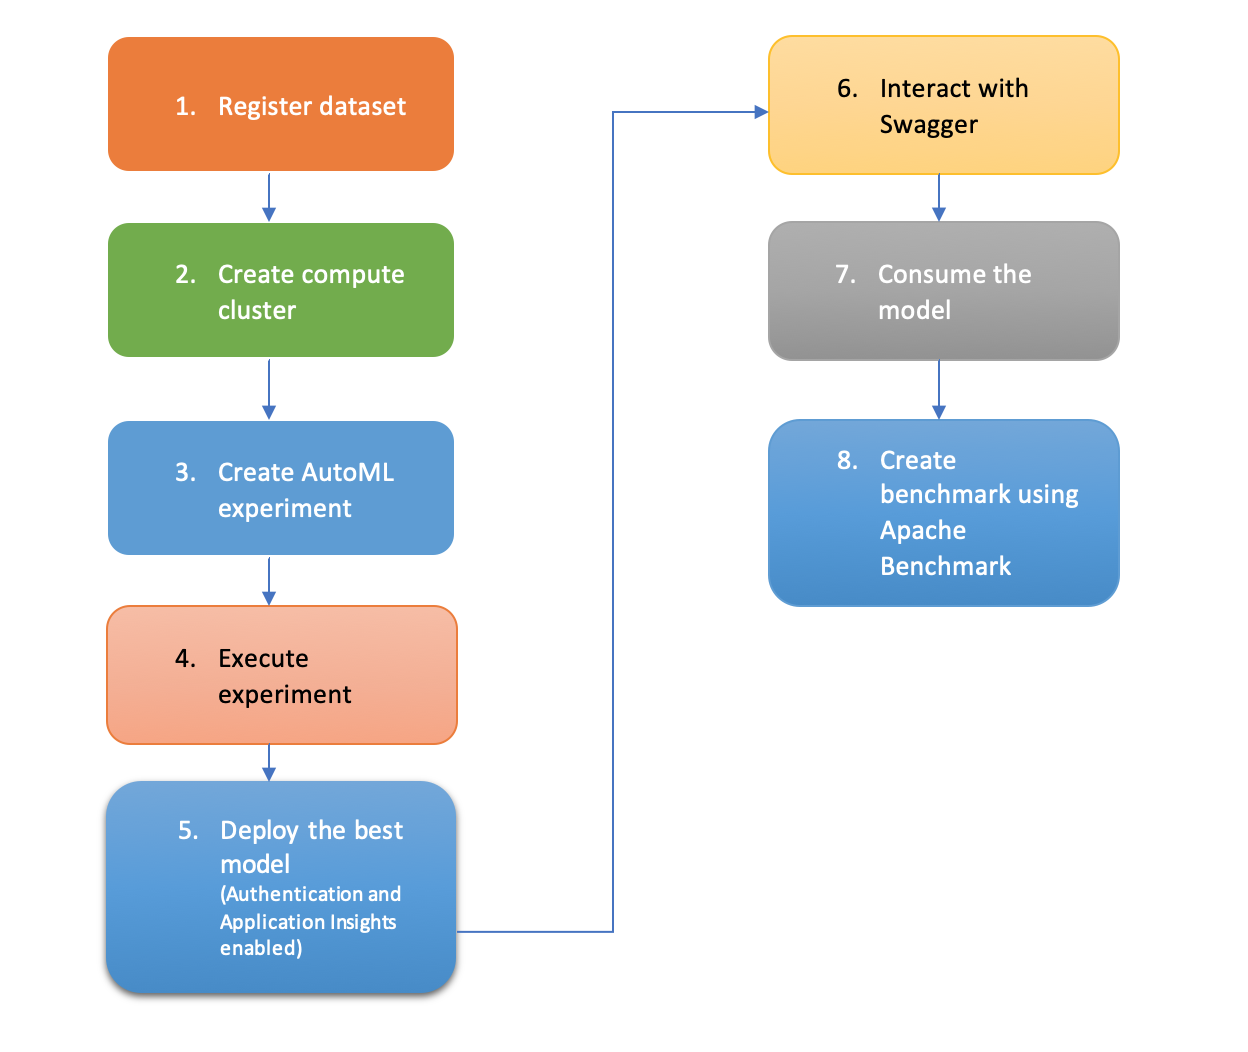 1. Register dataset
2. Create compute
cluster
3. Create AutoML
experiment
4. Execute
experiment
5. Deploy the best
model
(Authentication and
Application Insights
enabled)
6. Interact with
Swagger
7. Consume the
model
8. Create
benchmark using
Apache
Benchmark